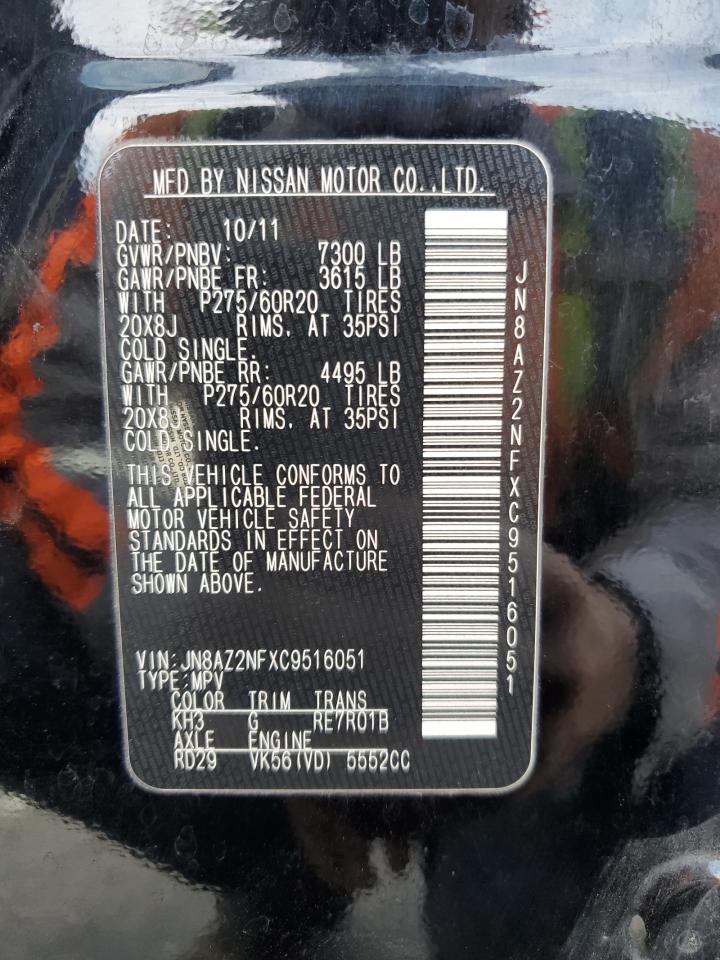 MFD BY NISSAN MOTOR CO.,LTD.
DATE: 10/11
GVWR/PNBV: 7300 LB
GAWR/PNBE FR: 3615 LB
WITH P275/60R20 TIRES
20X8J RIMS, AT 35PSI
COLD SINGLE.
GAWR/PNBE RR: 4495 LB
WITH P275/60R20 TIRES
20X8J RIMS, AT 35PSI
COLD SINGLE.
THIS VEHICLE CONFORMS TO
ALL APPLICABLE FEDERAL
MOTOR VEHICLE SAFETY
STANDARDS IN EFFECT ON
THE DATE OF MANUFACTURE
SHOWN ABOVE.
VIN:JN8AZ2NFXC9516051
TYPE:MPV
COLOR TRIM TRANS
KH3 G RE7R01B
AXLE ENGINE
RD29 VK56(VD) 5552CC
JN8AZ2NFXC9516051